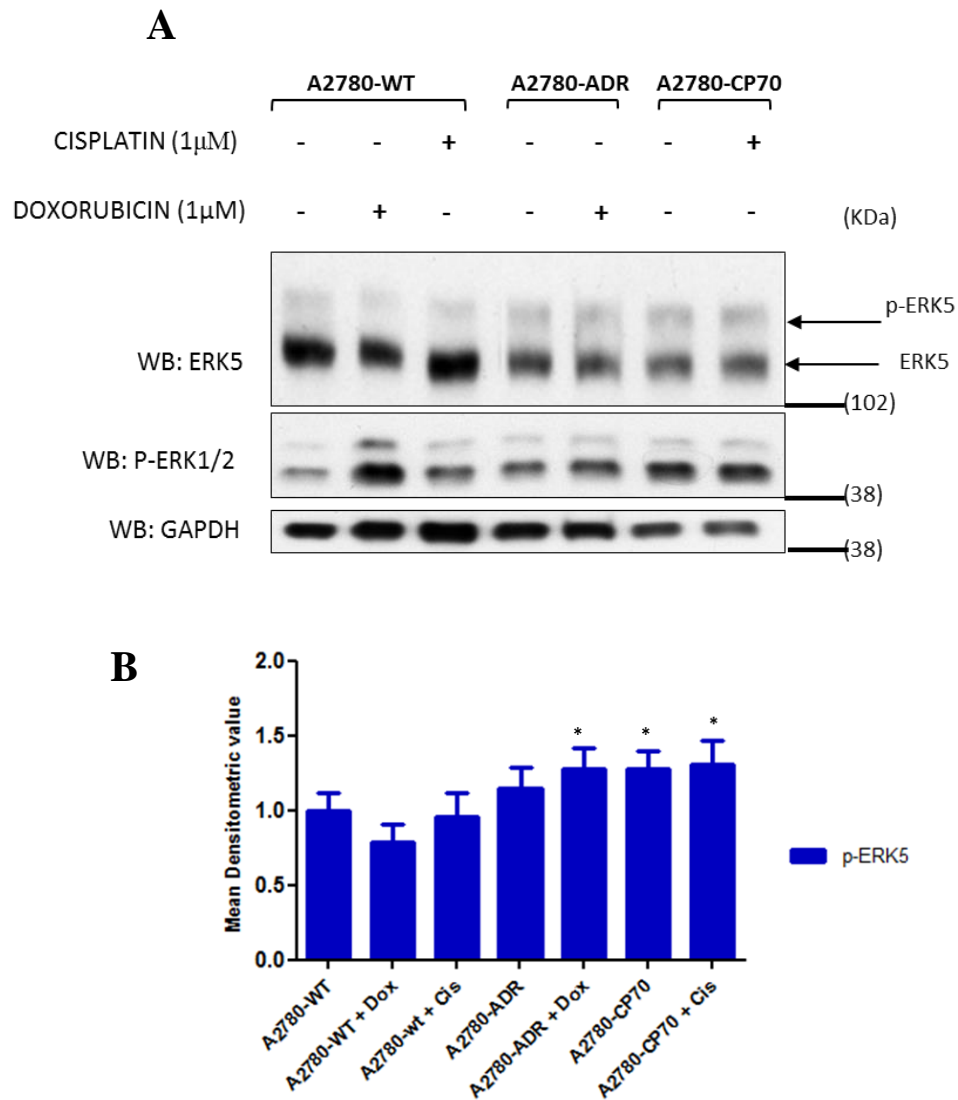 A
A2780-WT A2780-ADR A2780-CP70
CISPLATIN (1µM) - - + - - - +
DOXORUBICIN (1µM) - + - - + - -
(KDa)
p-ERK5
WB: ERK5
ERK5
(102)
WB: P-ERK1/2
(38)
WB: GAPDH
(38)
B
Mean Densitometric value
2.0
1.5
1.0
0.5
0.0
* * *
p-ERK5
A2780-WT
A2780-WT + Dox
A2780-wt + Cis
A2780-ADR
A2780-ADR + Dox
A2780-CP70
A2780-CP70 + Cis